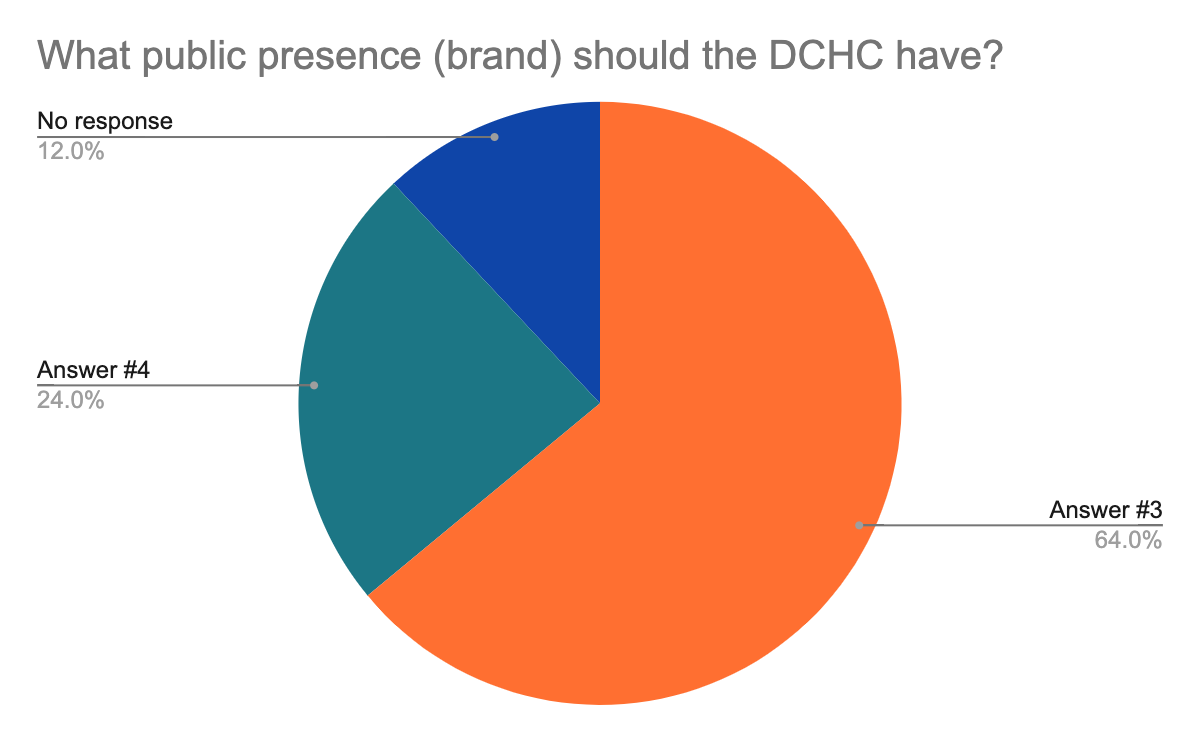 What public presence (brand) should the DCHC have?
No response
12.0%
Answer #4
24.0%
Answer #3
64.0%